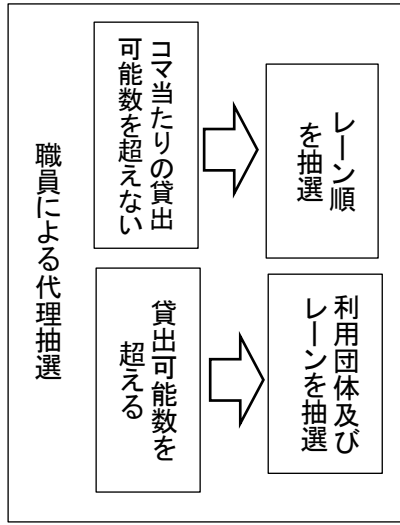 職員による代理抽選
コマ当たりの貸出
可能数を超えない
レーン順
を抽選
貸出可能数を
超える
利用団体及び
レーンを抽選